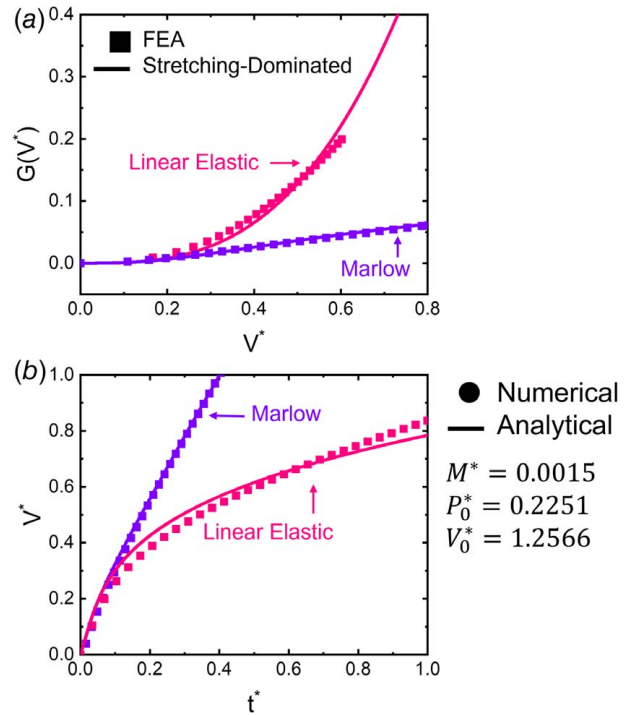 (a)
0.4
0.3
0.2
0.1
0.0
G(V*)
FEA
Stretching-Dominated
Linear Elastic
Marlow
0.0 0.2 0.4 0.6 0.8
V*
(b)
1.0
0.8
0.6
0.4
0.2
0.0
V*
Marlow
Linear Elastic
0.0 0.2 0.4 0.6 0.8 1.0
t*
Numerical
Analytical
M* = 0.0015
P₀* = 0.2251
V₀* = 1.2566